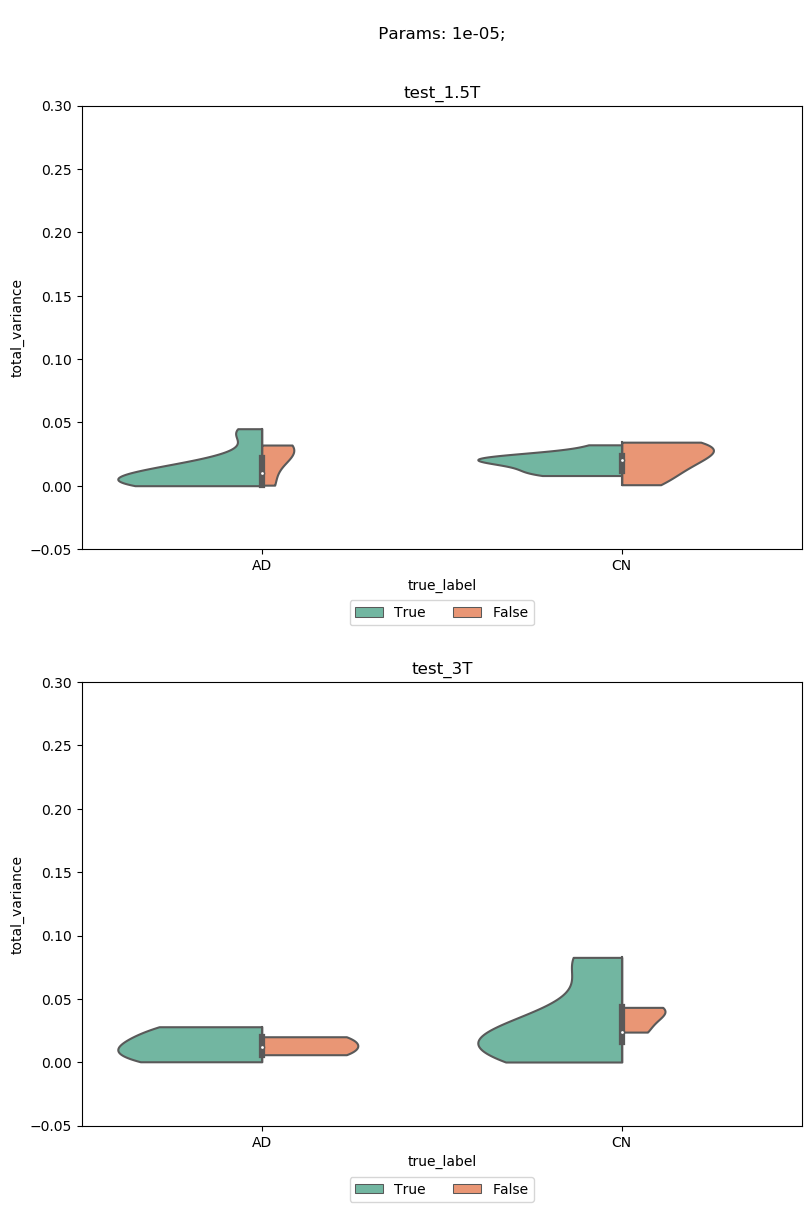 Params: 1e-05;
test_1.5T
0.30
0.25
0.20
0.15
0.10
0.05
0.00
−0.05
total_variance
AD CN
true_label
True False
test_3T
0.30
0.25
0.20
0.15
0.10
0.05
0.00
−0.05
total_variance
AD CN
true_label
True False